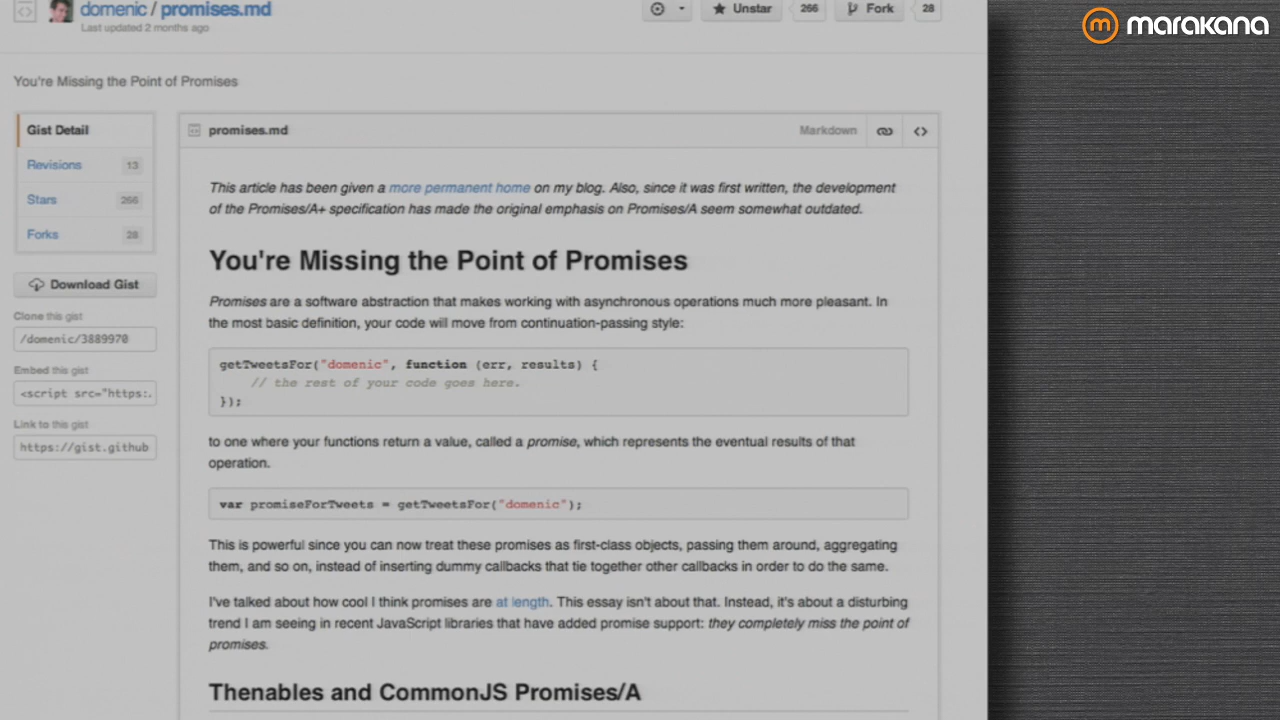 domenic / promises.md
Last updated 2 months ago
Unstar 266 Fork 28
marakana
You're Missing the Point of Promises
Gist Detail
Revisions 13
Stars 266
Forks 28
Download Gist
Clone this gist
/domenic/3889970
Embed this gist
<script src="https:.
Link to this gist
https://gist.github
promises.md Markdown
This article has been given a more permanent home on my blog. Also, since it was first written, the development
of the Promises/A+ specification has made the original emphasis on Promises/A seem somewhat outdated.
You're Missing the Point of Promises
Promises are a software abstraction that makes working with asynchronous operations much more pleasant. In
the most basic definition, your code will move from continuation-passing style:
getTweetsFor("domenic", function (err, results) {
// the rest of your code goes here.
});
to one where your functions return a value, called a promise, which represents the eventual results of that
operation.
var promiseForTweets = getTweetsFor("domenic");
This is powerful since you can now treat these promises as first-class objects, passing them around, aggregating
them, and so on, instead of inserting dummy callbacks that tie together other callbacks in order to do the same.
I've talked about how cool I think promises are at length. This essay isn't about that. Instead, it's about a disturbing
trend I am seeing in recent JavaScript libraries that have added promise support: they completely miss the point of
promises.
Thenables and CommonJS Promises/A